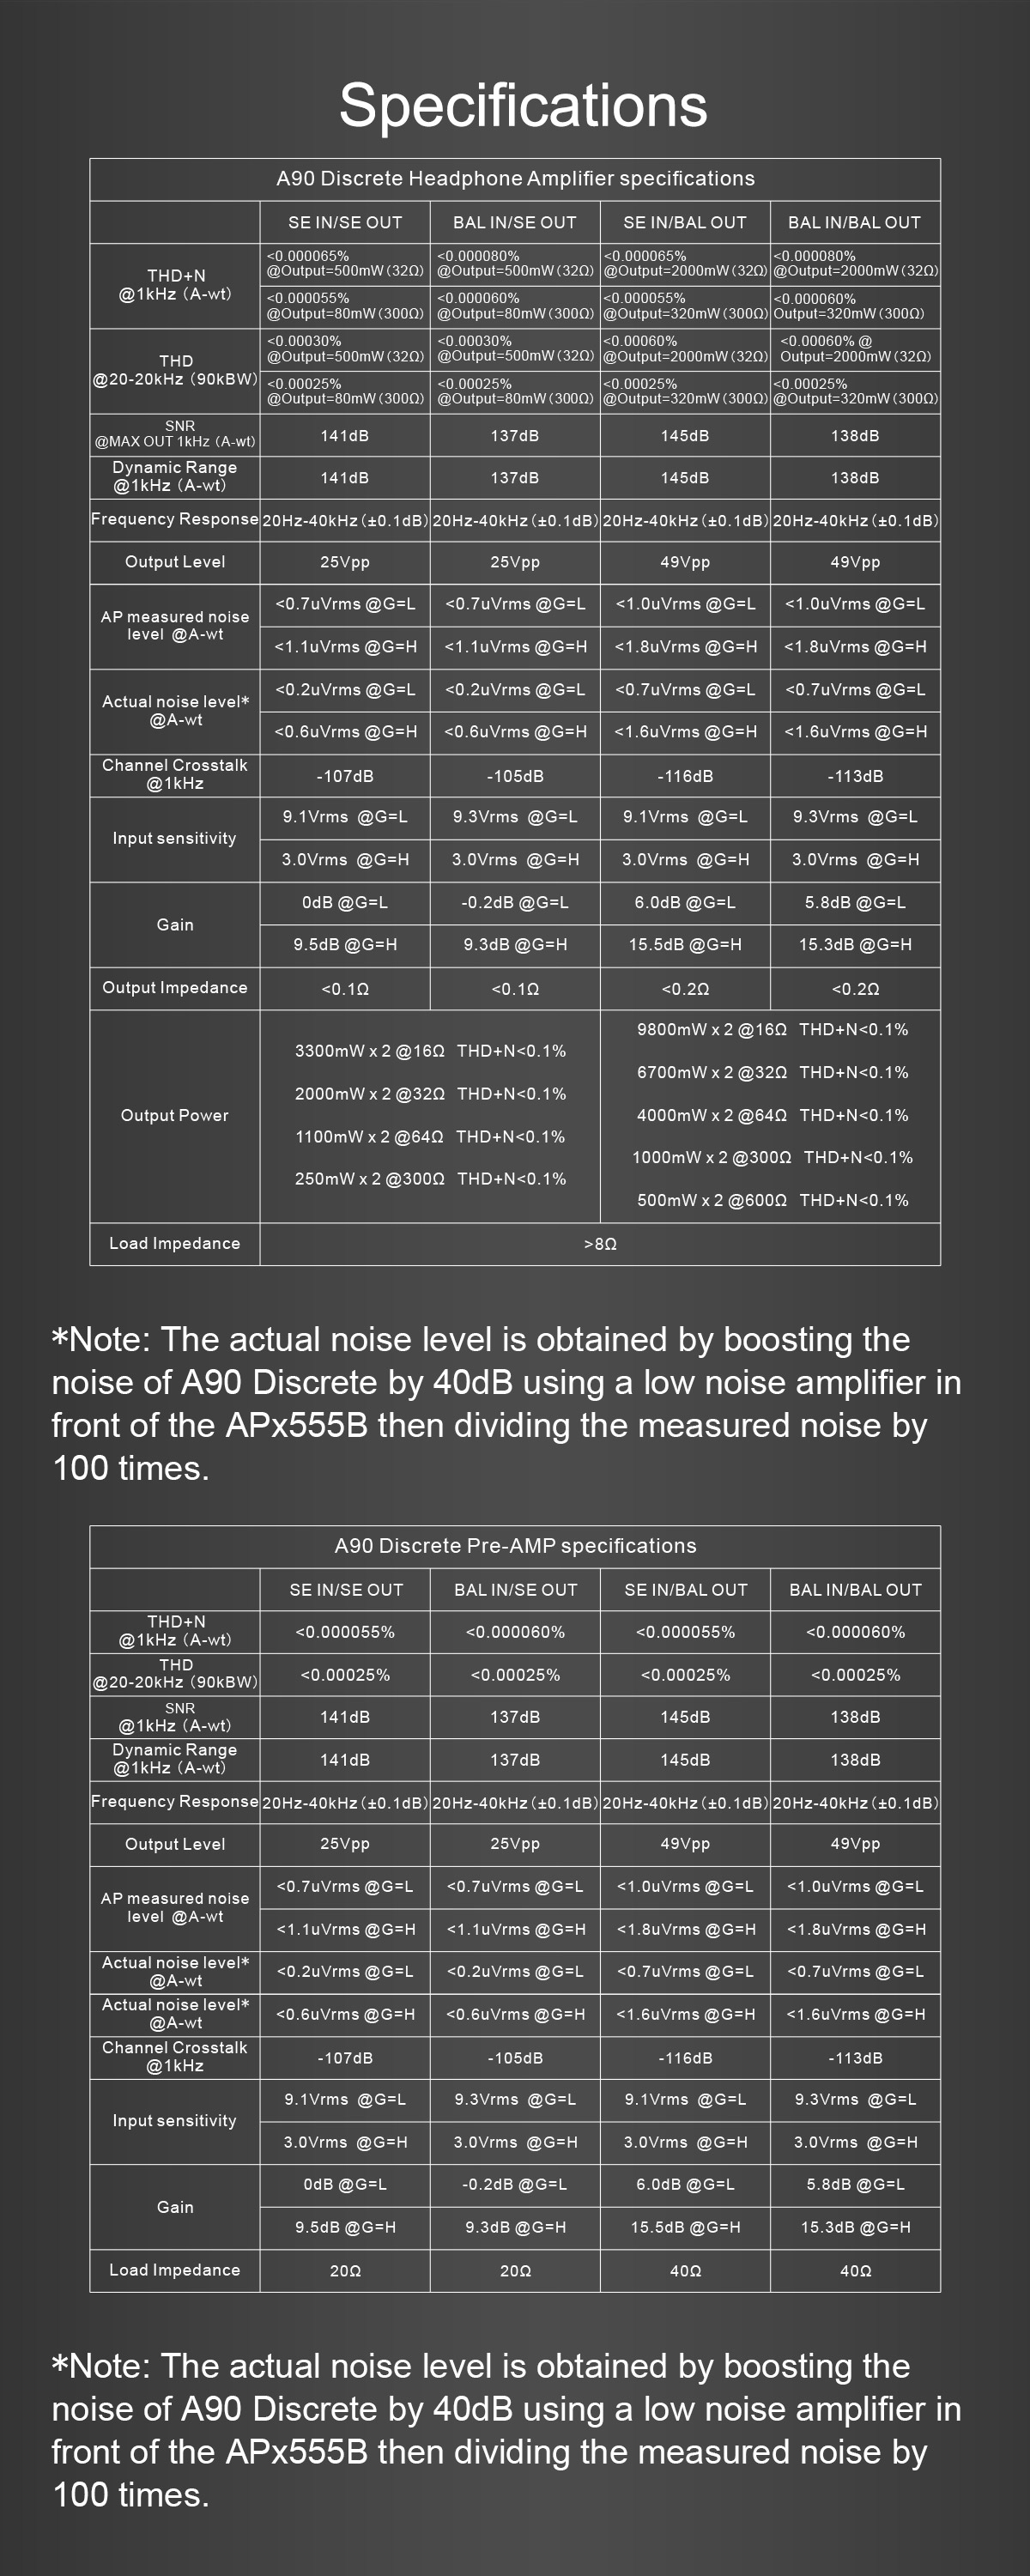 Specifications
A90 Discrete Headphone Amplifier specifications
SE IN/SE OUT BAL IN/SE OUT SE IN/BAL OUT BAL IN/BAL OUT
THD+N
@1kHz (A-wt)
<0.000065% <0.000080% <0.000065% <0.000080%
@Output=500mW (32Ω) @Output=500mW (32Ω) @Output=2000mW (32Ω) @Output=2000mW (32Ω)
<0.000055% <0.000060% <0.000055% <0.000060%
@Output=80mW (300Ω) @Output=80mW (300Ω) @Output=320mW (300Ω) Output=320mW (300Ω)
THD
@20-20kHz (90kBW)
<0.00030% <0.00030% <0.00060% <0.00060% @
@Output=500mW (32Ω) @Output=500mW (32Ω) @Output=2000mW (32Ω) Output=2000mW (32Ω)
<0.00025% <0.00025% <0.00025% <0.00025%
@Output=80mW (300Ω) @Output=80mW (300Ω) @Output=320mW (300Ω) @Output=320mW (300Ω)
SNR
@MAX OUT 1kHz (A-wt)
141dB 137dB 145dB 138dB
Dynamic Range
@1kHz (A-wt)
141dB 137dB 145dB 138dB
Frequency Response 20Hz-40kHz (±0.1dB) 20Hz-40kHz (±0.1dB) 20Hz-40kHz (±0.1dB) 20Hz-40kHz (±0.1dB)
Output Level 25Vpp 25Vpp 49Vpp 49Vpp
AP measured noise
level @A-wt
<0.7uVrms @G=L <0.7uVrms @G=L <1.0uVrms @G=L <1.0uVrms @G=L
<1.1uVrms @G=H <1.1uVrms @G=H <1.8uVrms @G=H <1.8uVrms @G=H
Actual noise level*
@A-wt
<0.2uVrms @G=L <0.2uVrms @G=L <0.7uVrms @G=L <0.7uVrms @G=L
<0.6uVrms @G=H <0.6uVrms @G=H <1.6uVrms @G=H <1.6uVrms @G=H
Channel Crosstalk
@1kHz
-107dB -105dB -116dB -113dB
Input sensitivity
9.1Vrms @G=L 9.3Vrms @G=L 9.1Vrms @G=L 9.3Vrms @G=L
3.0Vrms @G=H 3.0Vrms @G=H 3.0Vrms @G=H 3.0Vrms @G=H
Gain
0dB @G=L -0.2dB @G=L 6.0dB @G=L 5.8dB @G=L
9.5dB @G=H 9.3dB @G=H 15.5dB @G=H 15.3dB @G=H
Output Impedance <0.1Ω <0.1Ω <0.2Ω <0.2Ω
Output Power
3300mW x 2 @16Ω THD+N<0.1%
2000mW x 2 @32Ω THD+N<0.1%
1100mW x 2 @64Ω THD+N<0.1%
250mW x 2 @300Ω THD+N<0.1%
9800mW x 2 @16Ω THD+N<0.1%
6700mW x 2 @32Ω THD+N<0.1%
4000mW x 2 @64Ω THD+N<0.1%
1000mW x 2 @300Ω THD+N<0.1%
500mW x 2 @600Ω THD+N<0.1%
Load Impedance >8Ω
*Note: The actual noise level is obtained by boosting the
noise of A90 Discrete by 40dB using a low noise amplifier in
front of the APx555B then dividing the measured noise by
100 times.
A90 Discrete Pre-AMP specifications
SE IN/SE OUT BAL IN/SE OUT SE IN/BAL OUT BAL IN/BAL OUT
THD+N
@1kHz (A-wt)
<0.000055% <0.000060% <0.000055% <0.000060%
THD
@20-20kHz (90kBW)
<0.00025% <0.00025% <0.00025% <0.00025%
SNR
@1kHz (A-wt)
141dB 137dB 145dB 138dB
Dynamic Range
@1kHz (A-wt)
141dB 137dB 145dB 138dB
Frequency Response 20Hz-40kHz (±0.1dB) 20Hz-40kHz (±0.1dB) 20Hz-40kHz (±0.1dB) 20Hz-40kHz (±0.1dB)
Output Level 25Vpp 25Vpp 49Vpp 49Vpp
AP measured noise
level @A-wt
<0.7uVrms @G=L <0.7uVrms @G=L <1.0uVrms @G=L <1.0uVrms @G=L
<1.1uVrms @G=H <1.1uVrms @G=H <1.8uVrms @G=H <1.8uVrms @G=H
Actual noise level*
@A-wt
<0.2uVrms @G=L <0.2uVrms @G=L <0.7uVrms @G=L <0.7uVrms @G=L
Actual noise level*
@A-wt
<0.6uVrms @G=H <0.6uVrms @G=H <1.6uVrms @G=H <1.6uVrms @G=H
Channel Crosstalk
@1kHz
-107dB -105dB -116dB -113dB
Input sensitivity
9.1Vrms @G=L 9.3Vrms @G=L 9.1Vrms @G=L 9.3Vrms @G=L
3.0Vrms @G=H 3.0Vrms @G=H 3.0Vrms @G=H 3.0Vrms @G=H
Gain
0dB @G=L -0.2dB @G=L 6.0dB @G=L 5.8dB @G=L
9.5dB @G=H 9.3dB @G=H 15.5dB @G=H 15.3dB @G=H
Load Impedance 20Ω 20Ω 40Ω 40Ω
*Note: The actual noise level is obtained by boosting the
noise of A90 Discrete by 40dB using a low noise amplifier in
front of the APx555B then dividing the measured noise by
100 times.